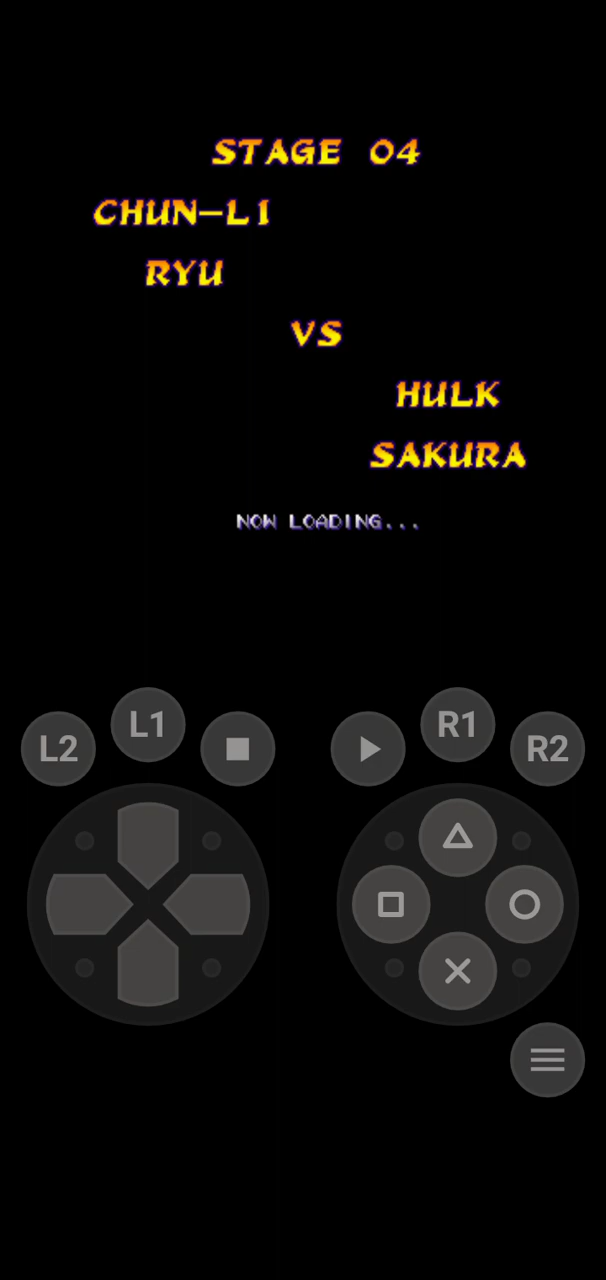 STAGE 04
CHUN-LI
RYU
VS
HULK
SAKURA
NOW LOADING...
L2
L1
R1
R2